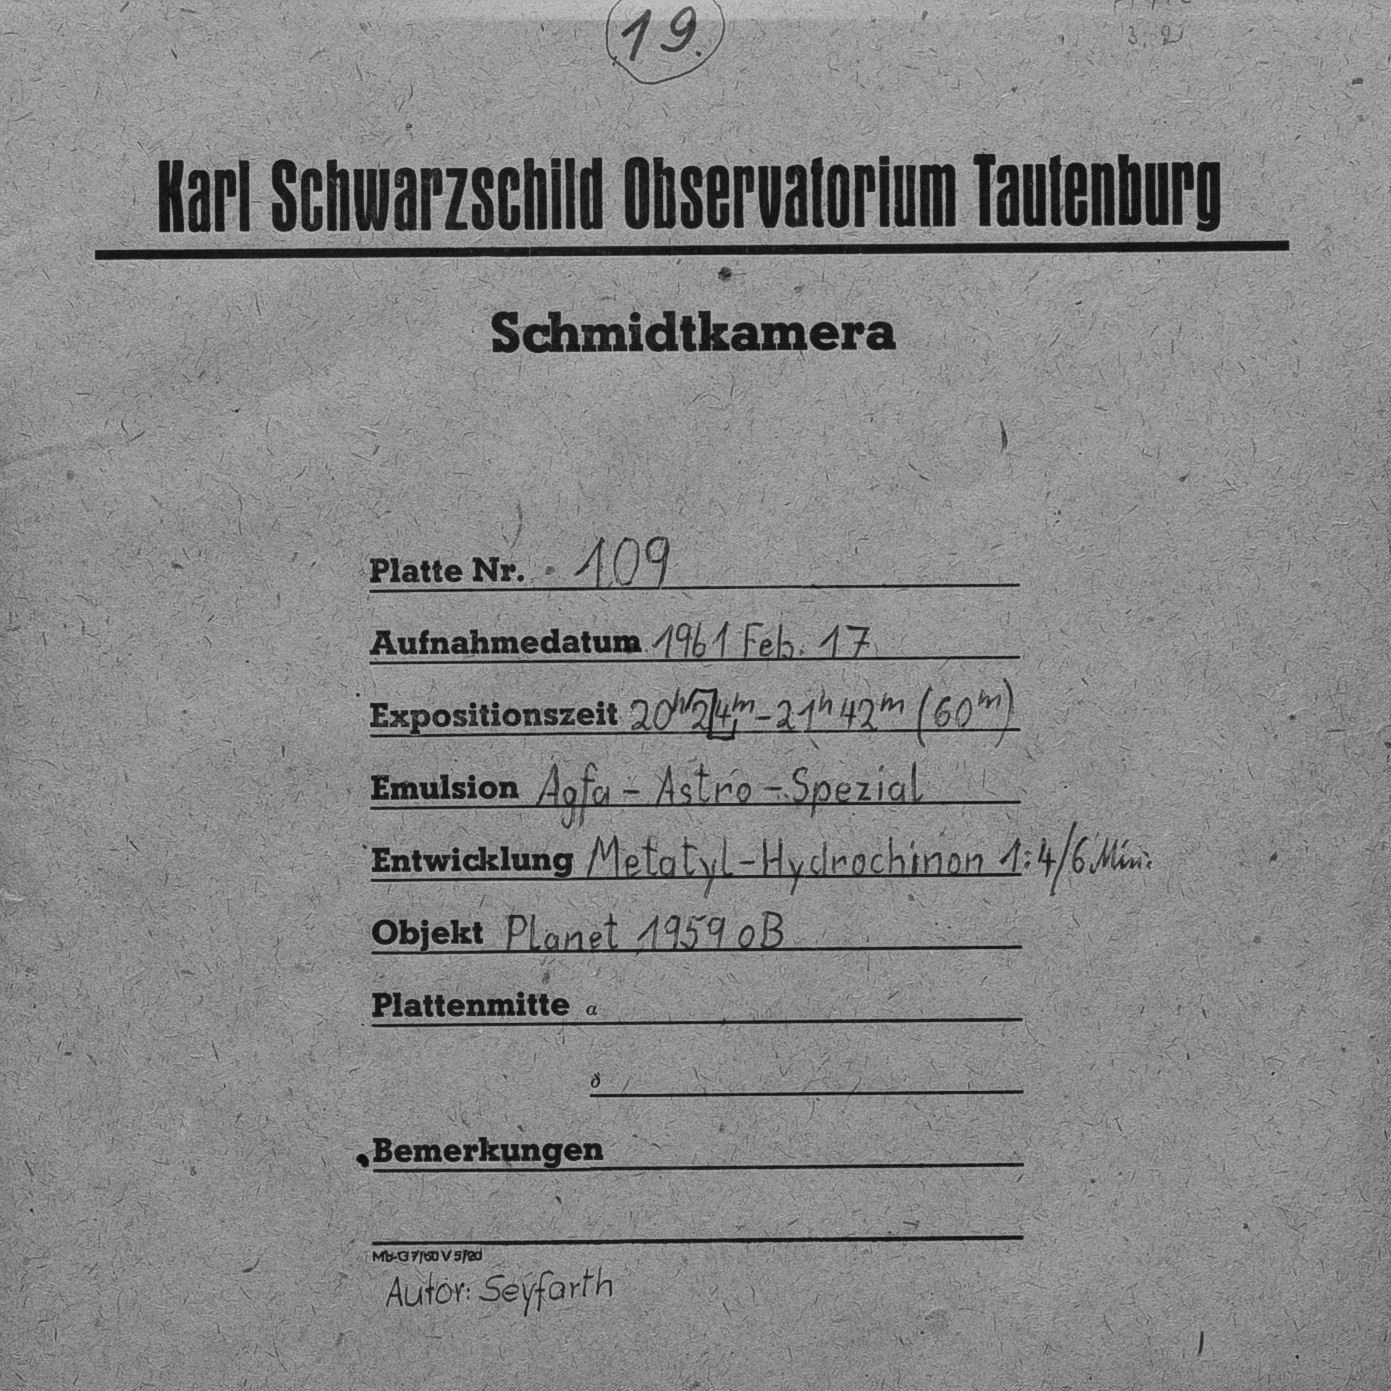 19.
Karl Schwarzschild Observatorium Tautenburg
Schmidtkamera
Platte Nr. 109
Aufnahmedatum 1961 Feb. 17
Expositionszeit 20h 24m – 21h 42m (60m)
Emulsion Agfa – Astro – Spezial
Entwicklung Metatyl – Hydrochinon 1:4/6 Min.
Objekt Planet 1959 oB
Plattenmitte α
δ
Bemerkungen
Autor: Seyfarth